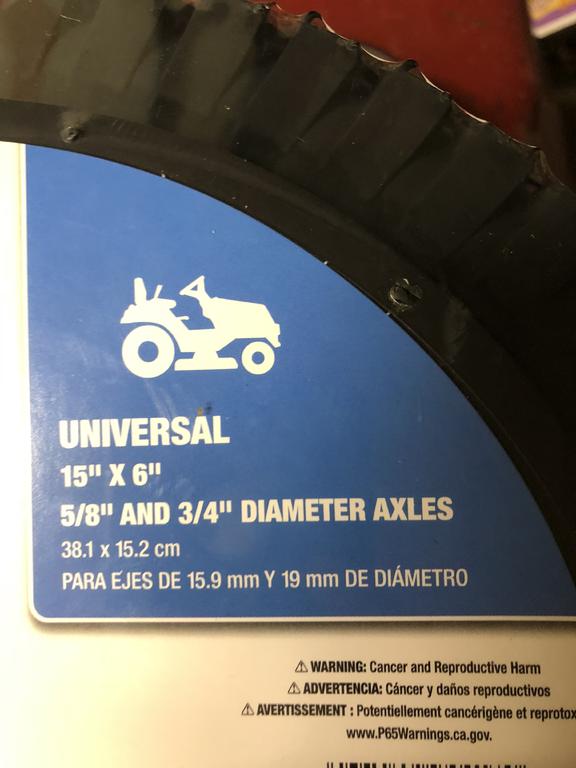 UNIVERSAL
15" X 6"
5/8" AND 3/4" DIAMETER AXLES
38.1 x 15.2 cm
PARA EJES DE 15.9 mm Y 19 mm DE DIÁMETRO
⚠ WARNING: Cancer and Reproductive Harm
⚠ ADVERTENCIA: Cáncer y daños reproductivos
⚠ AVERTISSEMENT : Potentiellement cancérigène et
www.P65Warnings.ca.gov.